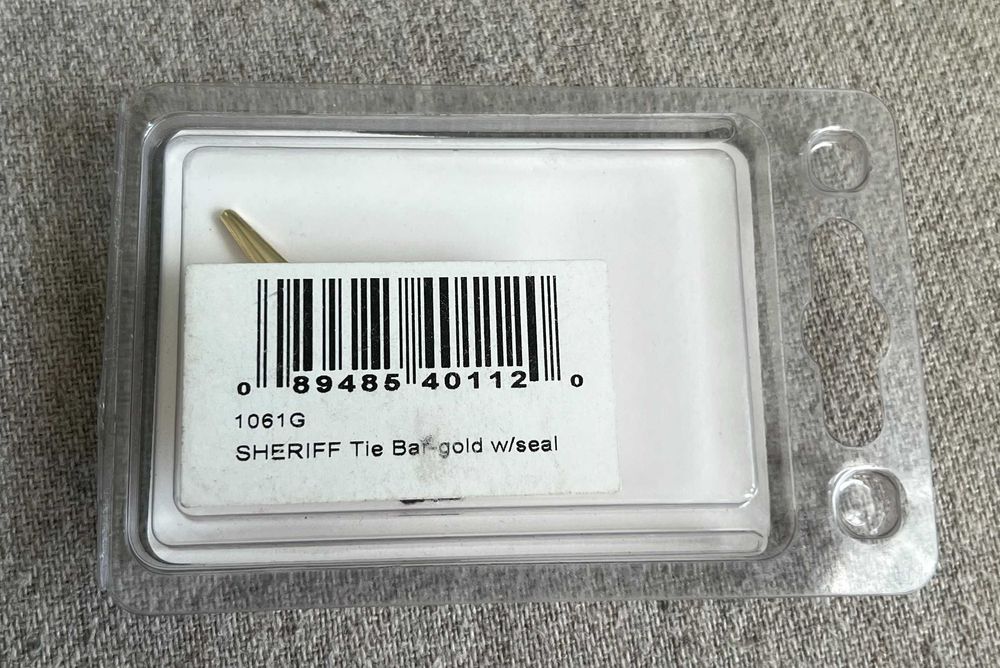 0 89485 40112 0
1061G
SHERIFF Tie Bar-gold w/seal